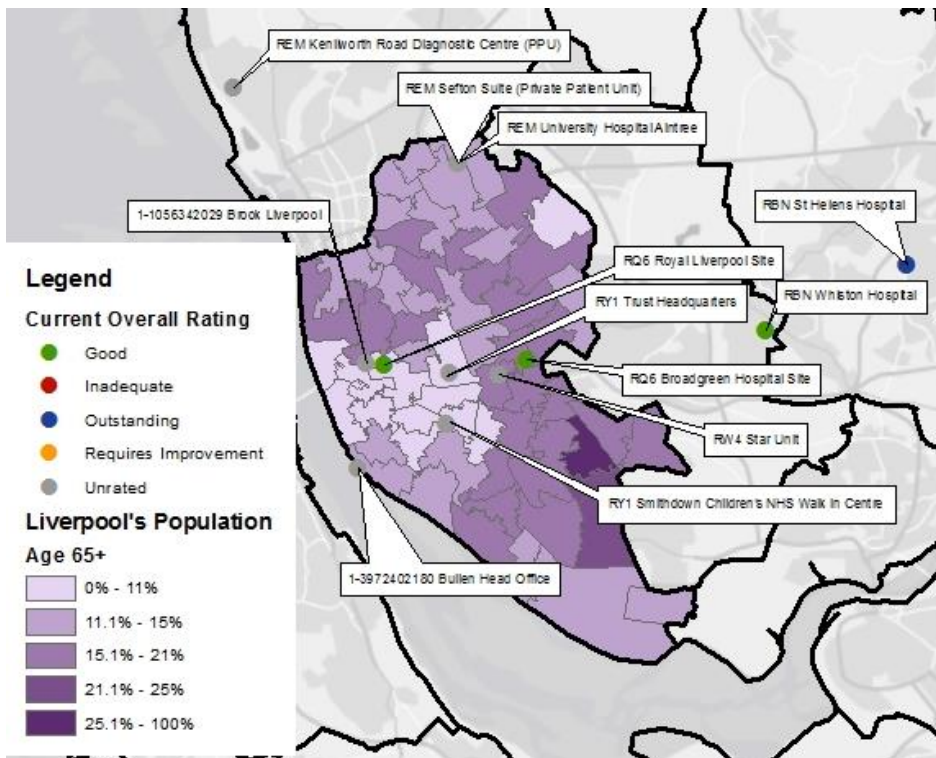 REM Kenilworth Road Diagnostic Centre (PPU)
REM Sefton Suite (Private Patient Unit)
REM University Hospital Aintree
1-1056342029 Brook Liverpool
RBN St Helens Hospital
RQ6 Royal Liverpool Site
RBN Whiston Hospital
RY1 Trust Headquarters
RQ6 Broadgreen Hospital Site
RW4 Star Unit
RY1 Smithdown Children's NHS Walk In Centre
1-3972402180 Bullen Head Office
Legend
Current Overall Rating
Good
Inadequate
Outstanding
Requires Improvement
Unrated
Liverpool's Population
Age 65+
0% - 11%
11.1% - 15%
15.1% - 21%
21.1% - 25%
25.1% - 100%